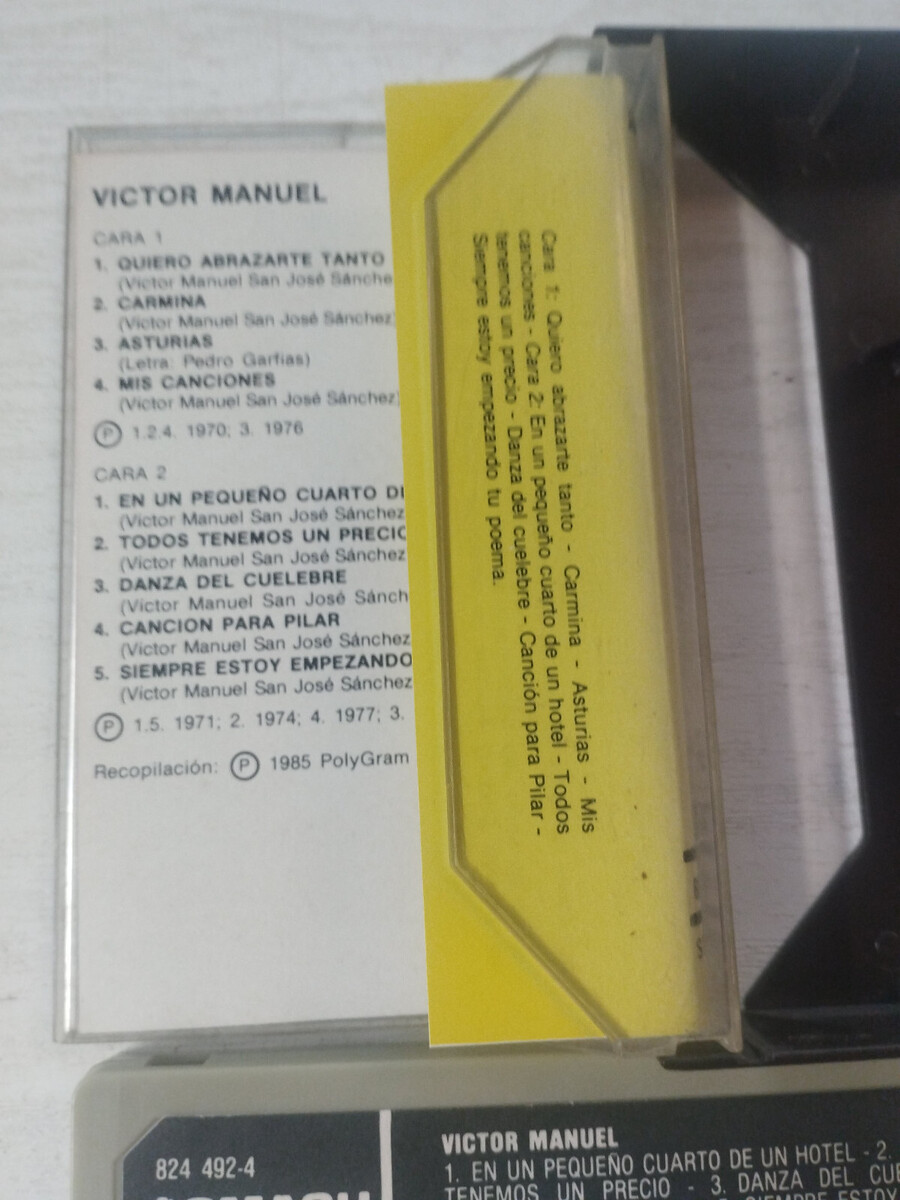 VICTOR MANUEL
CARA 1
1. QUIERO ABRAZARTE TANTO
(Victor Manuel San José Sánche
2. CARMINA
(Victor Manuel San José Sánchez)
3. ASTURIAS
(Letra: Pedro Garfias)
4. MIS CANCIONES
(Victor Manuel San José Sánchez)
Ⓟ 1.2.4. 1970; 3. 1976
CARA 2
1. EN UN PEQUEÑO CUARTO DE
(Victor Manuel San José Sánchez
2. TODOS TENEMOS UN PRECIO
(Victor Manuel San José Sánchez
3. DANZA DEL CUELEBRE
(Victor Manuel San José Sánch
4. CANCION PARA PILAR
(Victor Manuel San José Sánchez
5. SIEMPRE ESTOY EMPEZANDO
(Victor Manuel San José Sánchez
Ⓟ 1.5. 1971; 2. 1974; 4. 1977; 3.
Recopilación: Ⓟ 1985 PolyGram
Cara 1: Quiero abrazarte tanto - Carmina - Asturias - Mis
canciones - Cara 2: En un pequeño cuarto de un hotel - Todos
tenemos un precio - Danza del cuelebre - Canción para Pilar -
Siempre estoy empezando tu poema.
824 492-4
VICTOR MANUEL
1. EN UN PEQUEÑO CUARTO DE UN HOTEL - 2.
TENEMOS UN PRECIO - 3. DANZA DEL CUE